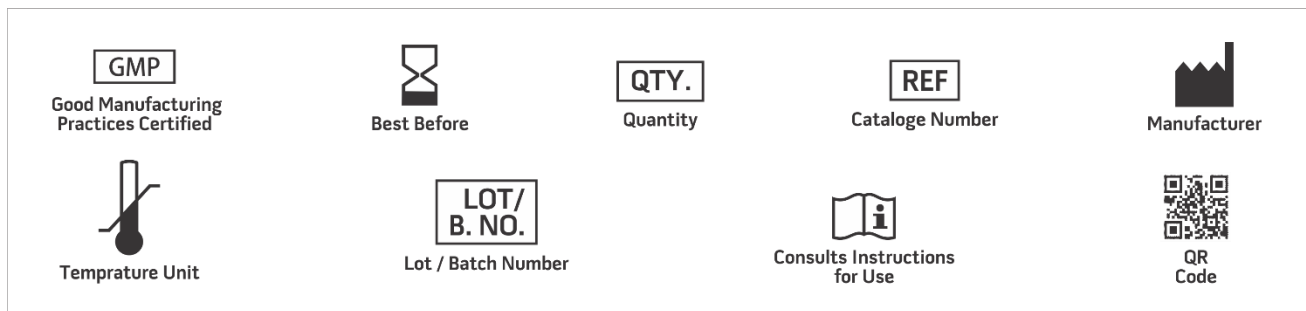 GMP
Good Manufacturing
Practices Certified
Best Before
QTY.
Quantity
REF
Cataloge Number
Manufacturer
Temprature Unit
LOT/
B. NO.
Lot / Batch Number
i
Consults Instructions
for Use
QR
Code